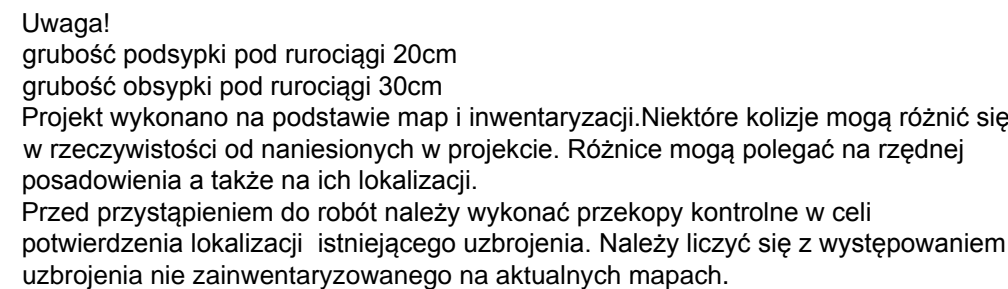 Uwaga!
grubość podsypki pod rurociągi 20cm
grubość obsypki pod rurociągi 30cm
Projekt wykonano na podstawie map i inwentaryzacji.Niektóre kolizje mogą różnić się
w rzeczywistości od naniesionych w projekcie. Różnice mogą polegać na rzędnej
posadowienia a także na ich lokalizacji.
Przed przystąpieniem do robót należy wykonać przekopy kontrolne w celi
potwierdzenia lokalizacji  istniejącego uzbrojenia. Należy liczyć się z występowaniem
uzbrojenia nie zainwentaryzowanego na aktualnych mapach.